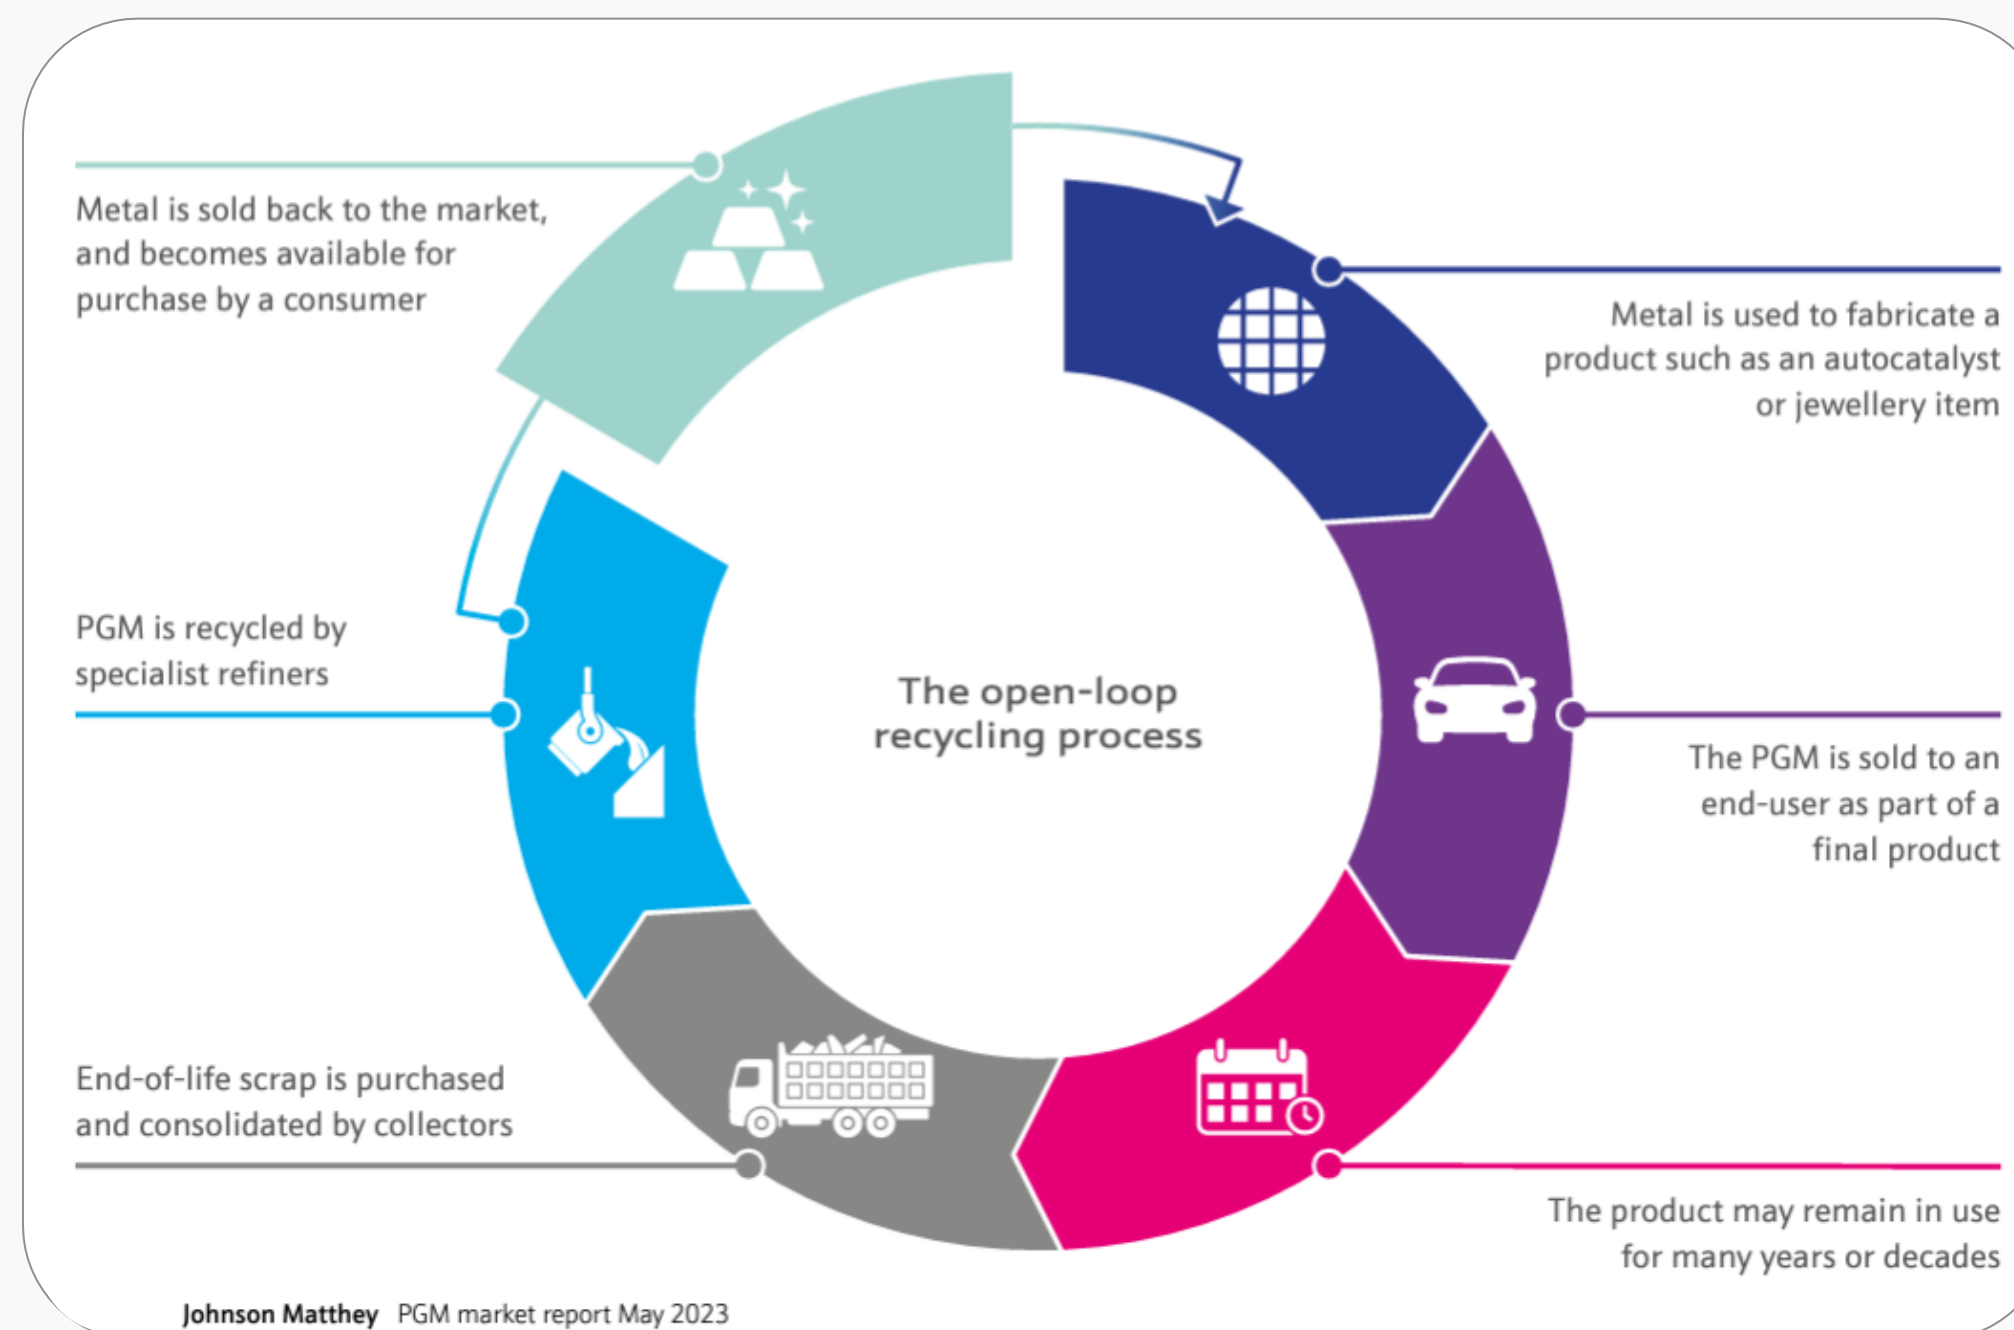 Metal is sold back to the market,
and becomes available for
purchase by a consumer
Metal is used to fabricate a
product such as an autocatalyst
or jewellery item
PGM is recycled by
specialist refiners
The open-loop
recycling process
The PGM is sold to an
end-user as part of a
final product
End-of-life scrap is purchased
and consolidated by collectors
The product may remain in use
for many years or decades
Johnson Matthey PGM market report May 2023